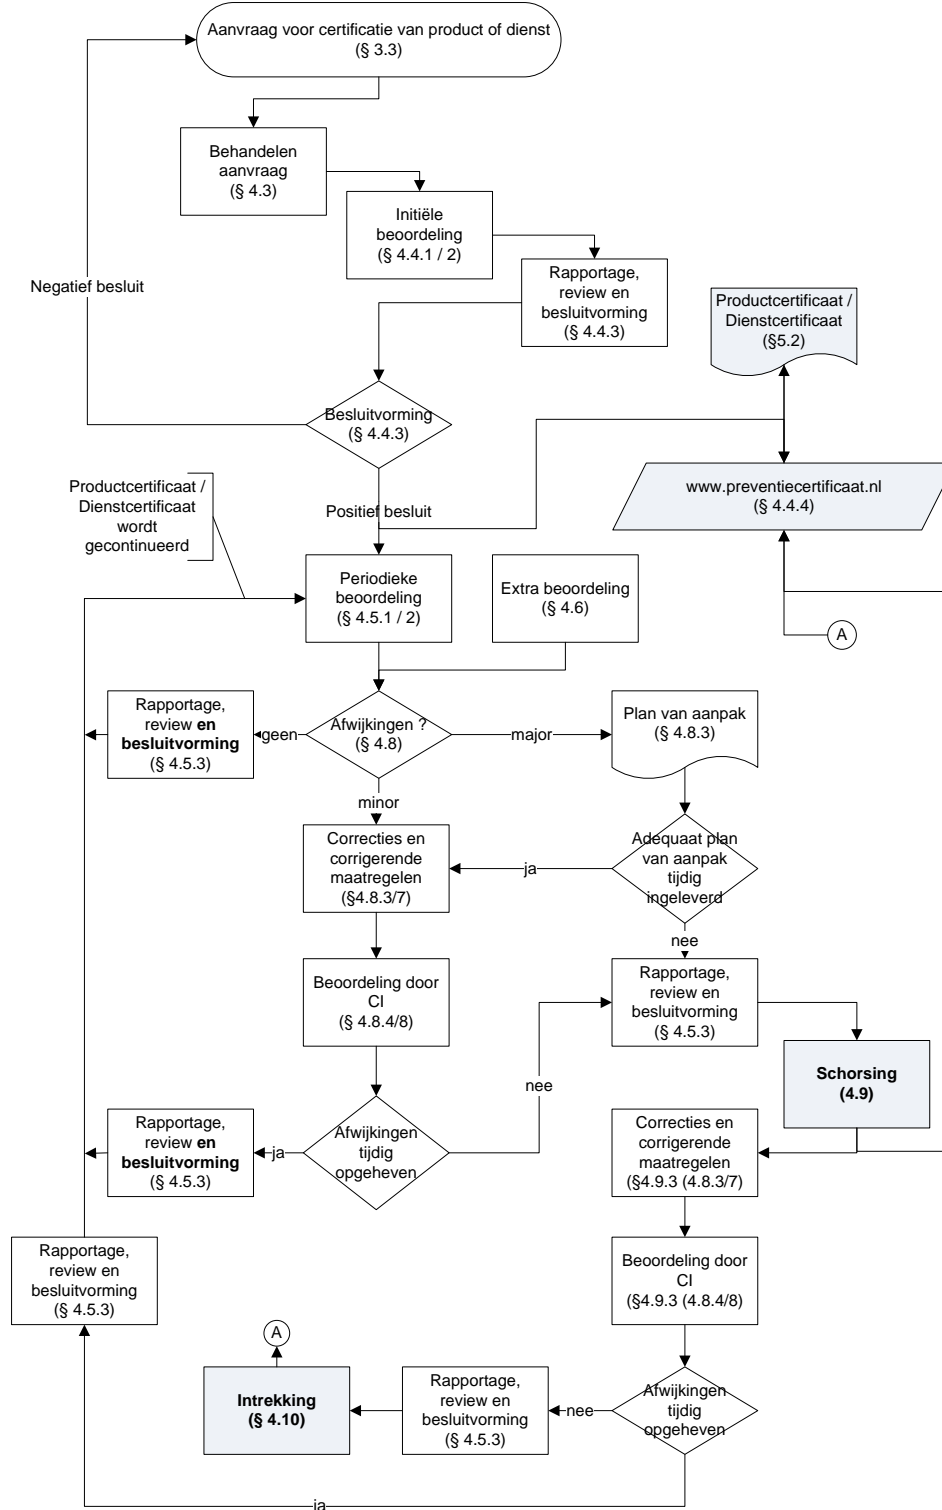 Aanvraag voor certificatie van product of dienst
(§ 3.3)
Behandelen
aanvraag
(§ 4.3)
Initiële
beoordeling
(§ 4.4.1 / 2)
Rapportage,
review en
besluitvorming
(§ 4.4.3)
Negatief besluit
Productcertificaat /
Dienstcertificaat
(§5.2)
Besluitvorming
(§ 4.4.3)
www.preventiecertificaat.nl
(§ 4.4.4)
Productcertificaat /
Dienstcertificaat
wordt
gecontinueerd
Positief besluit
Periodieke
beoordeling
(§ 4.5.1 / 2)
Extra beoordeling
(§ 4.6)
A
Rapportage,
review en
besluitvorming
(§ 4.5.3)
geen
Afwijkingen ?
(§ 4.8)
major
Plan van aanpak
(§ 4.8.3)
minor
Correcties en
corrigerende
maatregelen
(§4.8.3/7)
ja
Adequaat plan
van aanpak
tijdig
ingeleverd
nee
Beoordeling door
CI
(§ 4.8.4/8)
Rapportage,
review en
besluitvorming
(§ 4.5.3)
Schorsing
(4.9)
nee
Rapportage,
review en
besluitvorming
(§ 4.5.3)
ja
Afwijkingen
tijdig
opgeheven
Correcties en
corrigerende
maatregelen
(§4.9.3 (4.8.3/7)
Rapportage,
review en
besluitvorming
(§ 4.5.3)
Beoordeling door
CI
(§4.9.3 (4.8.4/8)
A
Intrekking
(§ 4.10)
Rapportage,
review en
besluitvorming
(§ 4.5.3)
nee
Afwijkingen
tijdig
opgeheven
ja